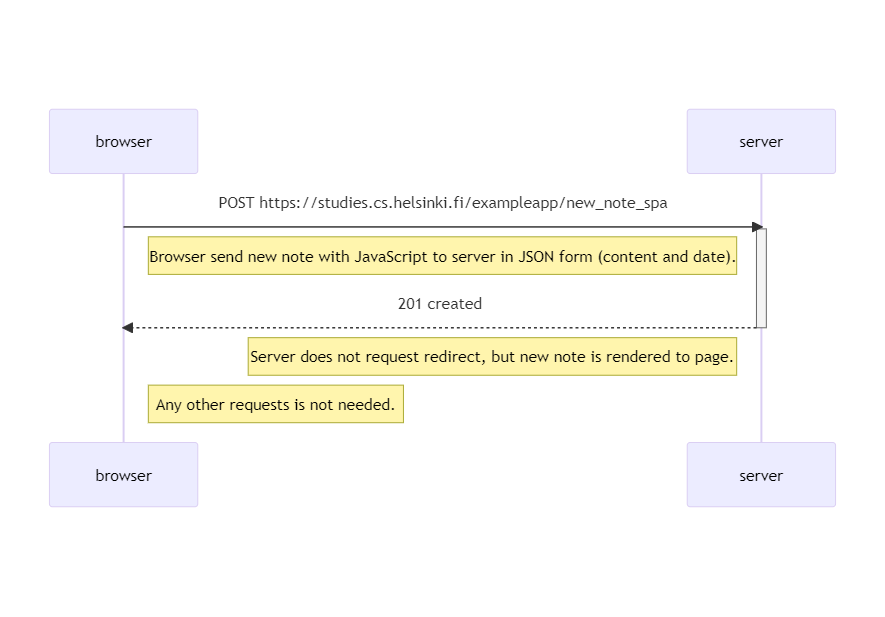 browser
server
POST https://studies.cs.helsinki.fi/exampleapp/new_note_spa
Browser send new note with JavaScript to server in JSON form (content and date).
201 created
Server does not request redirect, but new note is rendered to page.
Any other requests is not needed.
browser
server